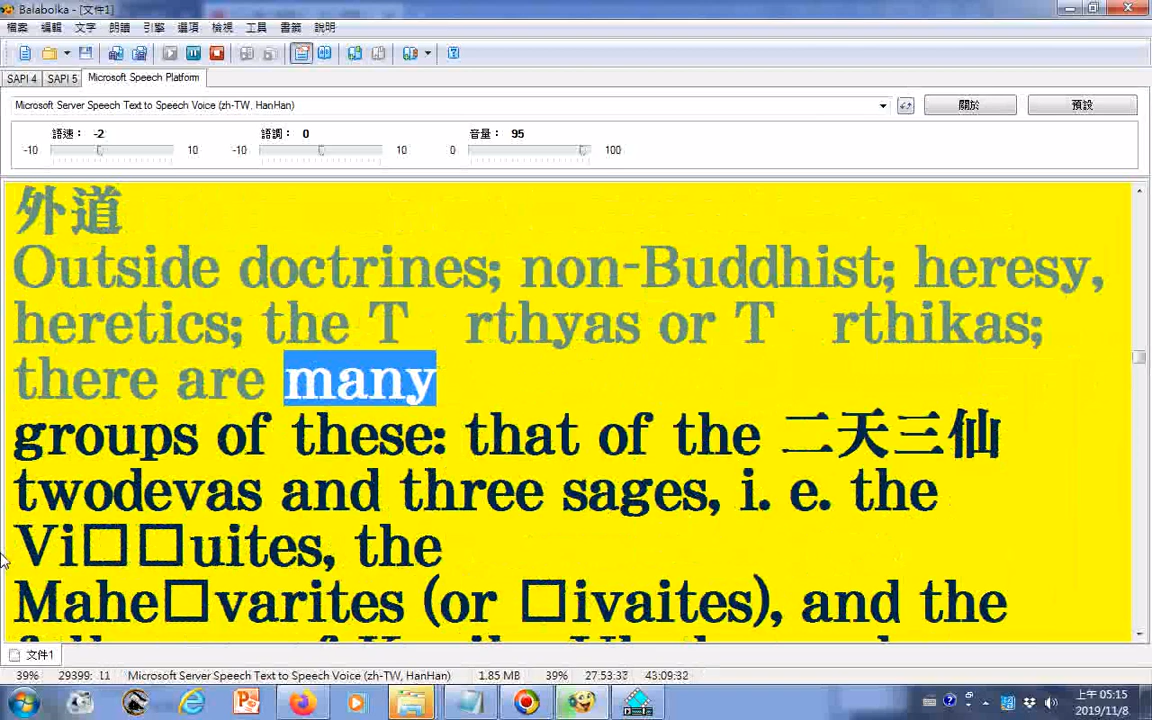 Balabolka - [文件1]
檔案 編輯 文字 朗讀 引擎 選項 檢視 工具 書籤 說明
SAPI 4 SAPI 5 Microsoft Speech Platform
Microsoft Server Speech Text to Speech Voice (zh-TW, HanHan) 關於 預設
語速： -2 語調： 0 音量： 95
-10 10 -10 10 0 100
外道
Outside doctrines; non-Buddhist; heresy,
heretics; the T rthyas or T rthikas;
there are many
groups of these: that of the 二天三仙
twodevas and three sages, i. e. the
Vi□□uites, the
Mahe□varites (or □ivaites), and the
文件1
39% 29399: 11 Microsoft Server Speech Text to Speech Voice (zh-TW, HanHan) 1.85 MB 39% 27:53:33 43:09:32
上午 05:15
2019/11/8